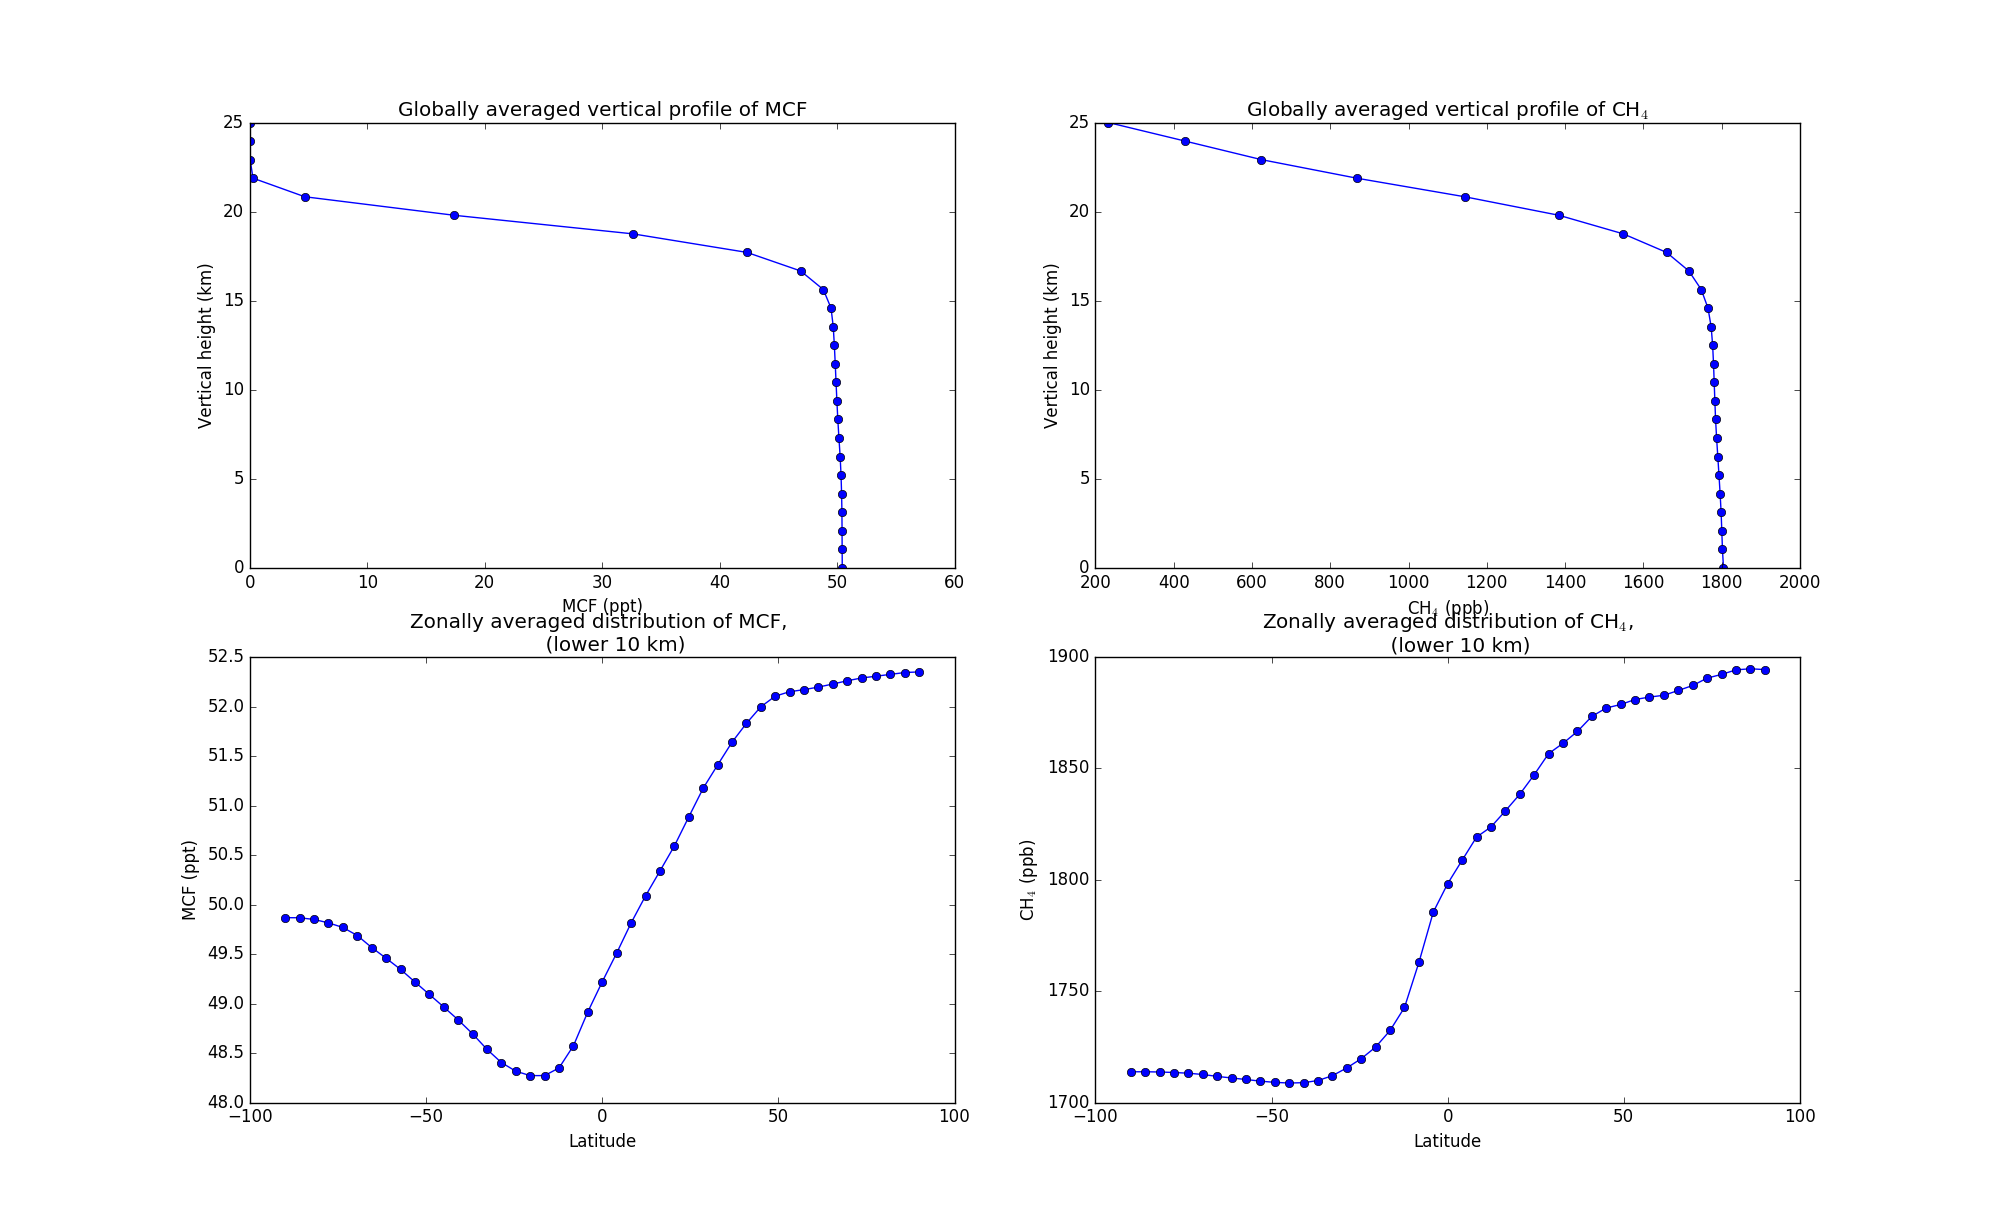 Globally averaged vertical profile of MCF
25
20
15
10
5
0
Vertical height (km)
0 10 20 30 40 50 60
MCF (ppt)
Globally averaged vertical profile of CH₄
25
20
15
10
5
0
Vertical height (km)
200 400 600 800 1000 1200 1400 1600 1800 2000
CH₄ (ppb)
Zonally averaged distribution of MCF,
(lower 10 km)
52.5
52.0
51.5
51.0
50.5
50.0
49.5
49.0
48.5
48.0
MCF (ppt)
−100 −50 0 50 100
Latitude
Zonally averaged distribution of CH₄,
(lower 10 km)
1900
1850
1800
1750
1700
CH₄ (ppb)
−100 −50 0 50 100
Latitude